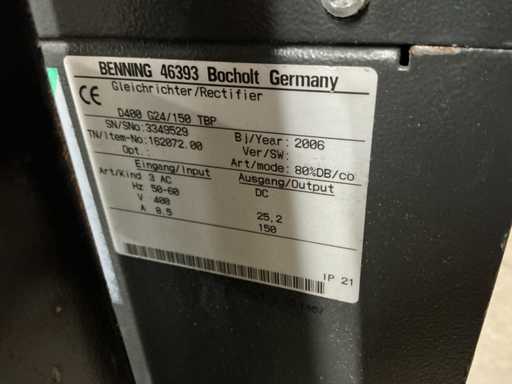 BENNING 46393 Bocholt Germany
Gleichrichter/Rectifier
CE
D400 G24/150 TBP
SN/SNo: 3349529 Bj/Year: 2006
TN/Item-No: 162072.00 Ver/SW:
Opt.: Art/mode: 80%DB/co
Eingang/Input Ausgang/Output
Art/Kind 3 AC DC
Hz 50-60
V 400 25,2
A 8.5 150
IP 21